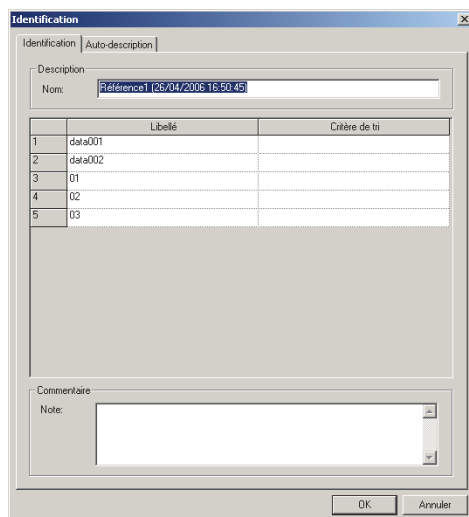 Identification
Identification Auto-description
Description
Nom: Référence1 (26/04/2006 16:50:45)
Libellé Critère de tri
1 data001
2 data002
3 01
4 02
5 03
Commentaire
Note:
OK Annuler